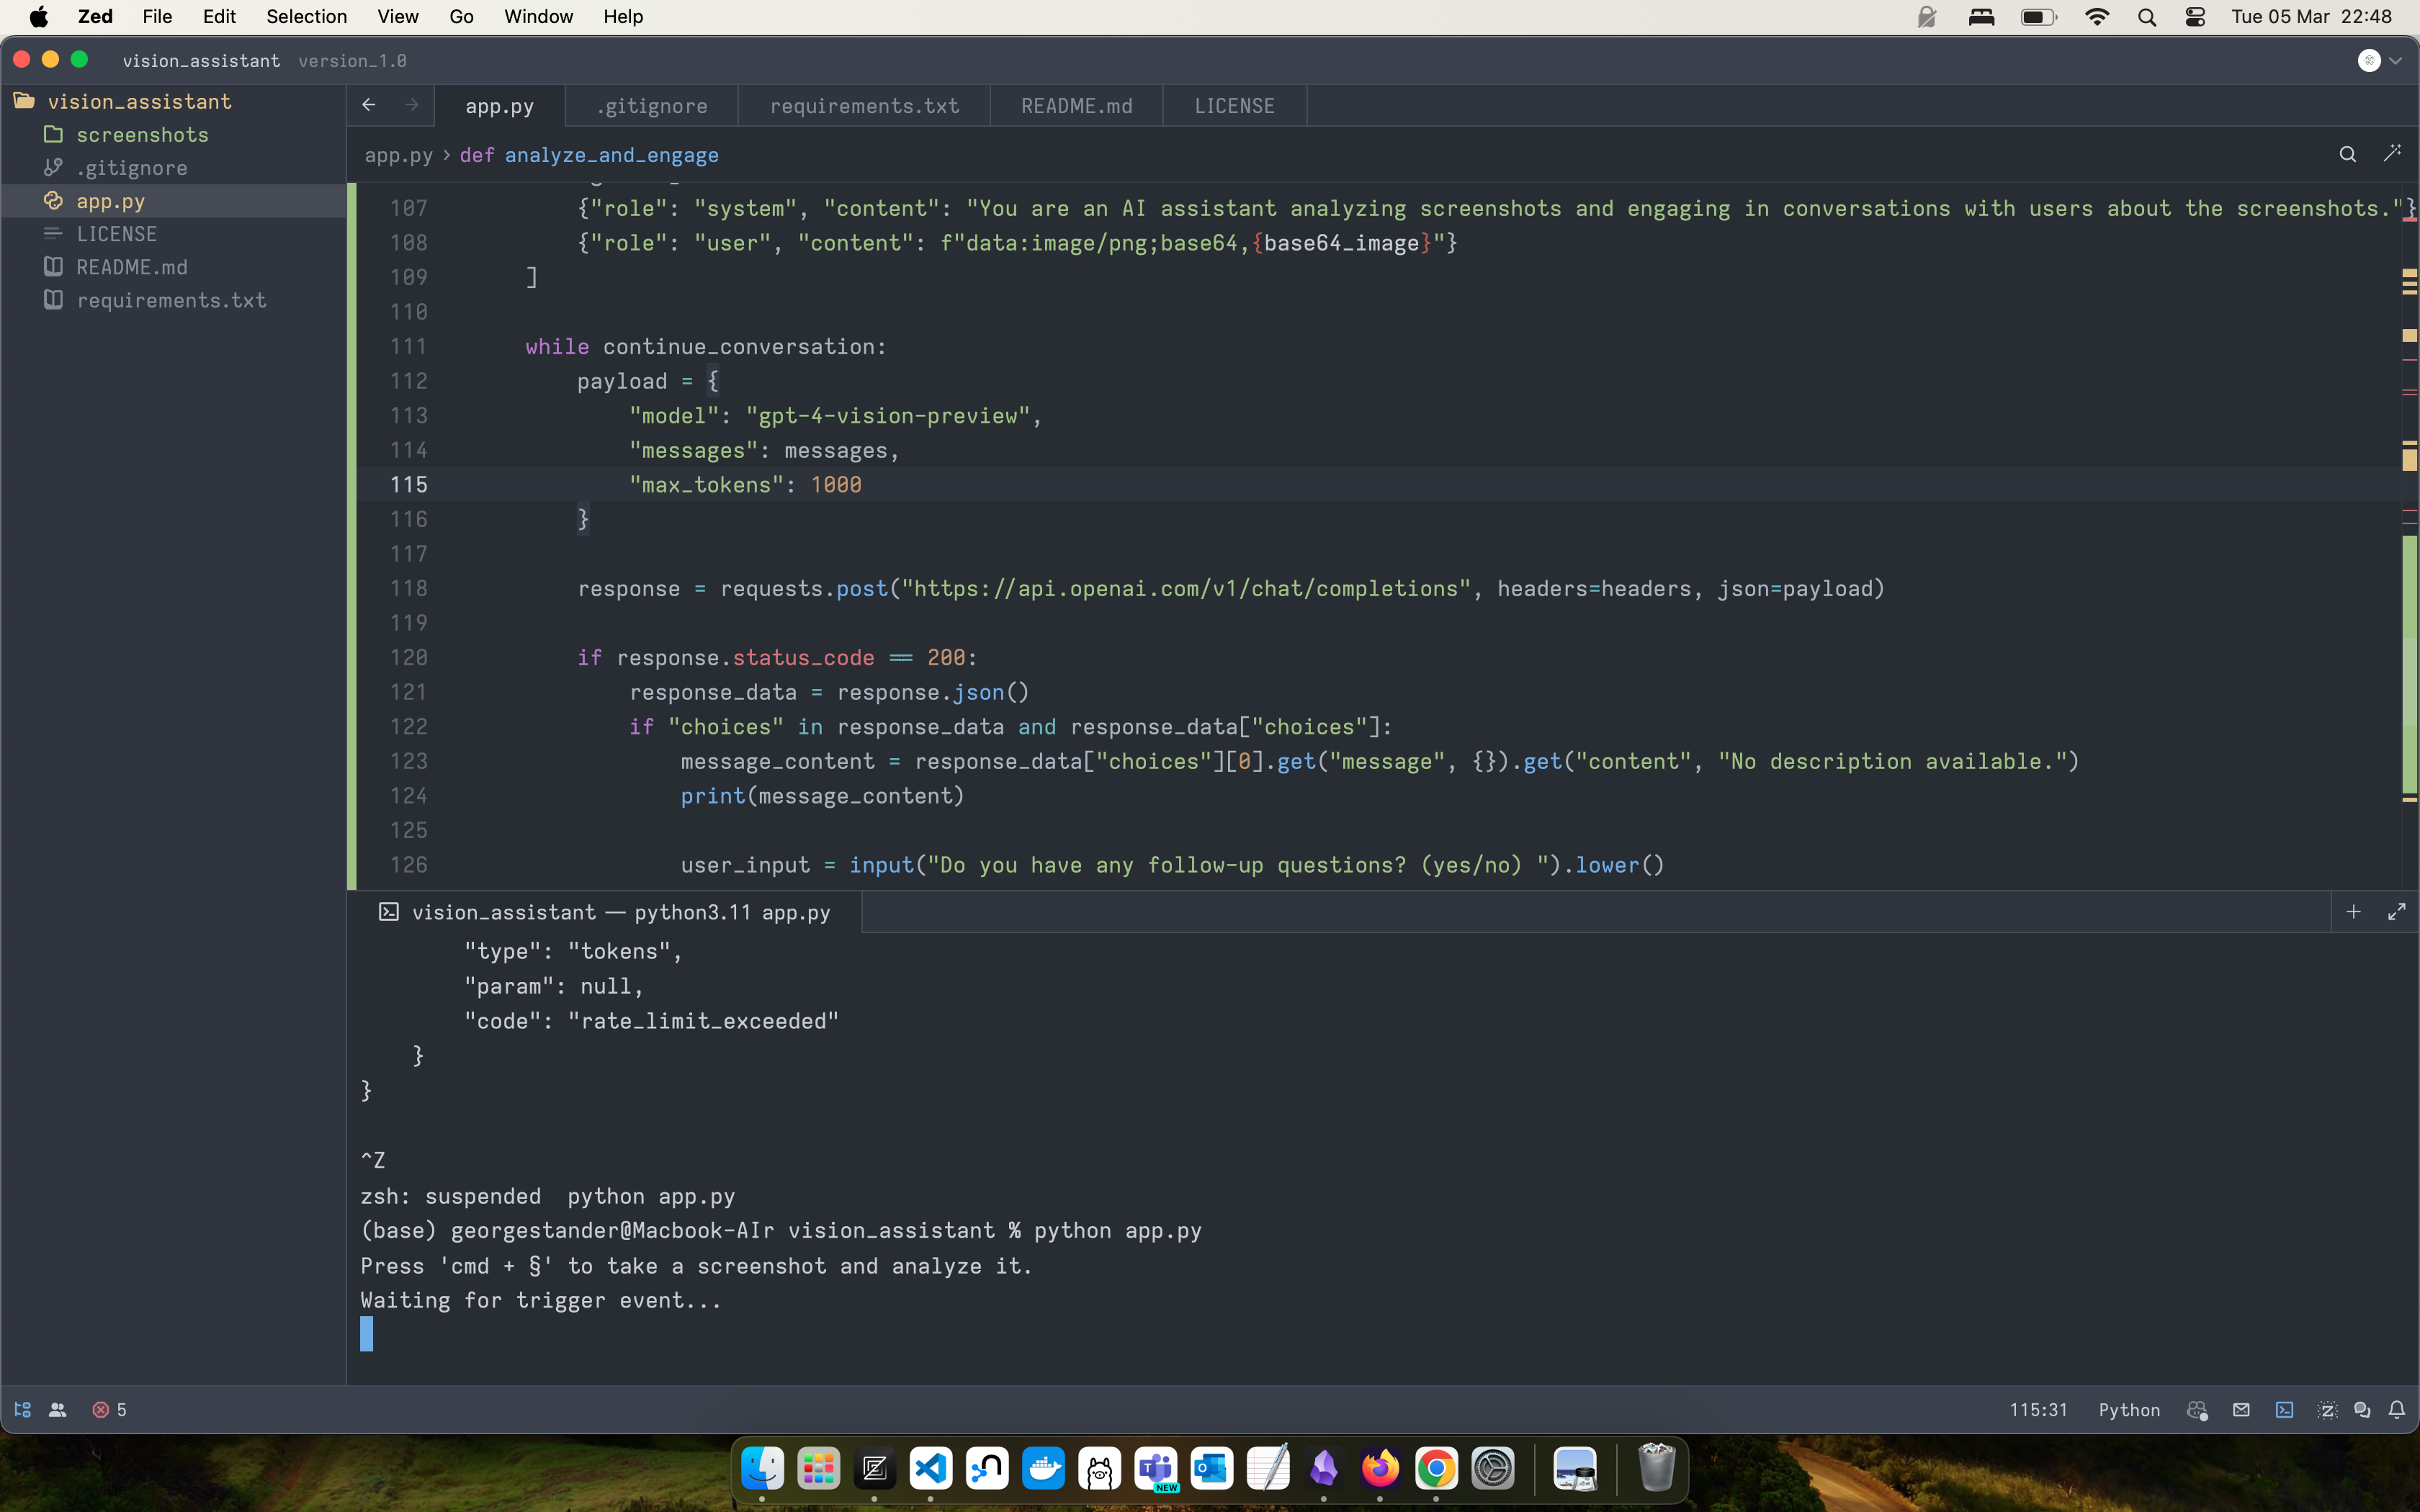 Zed File Edit Selection View Go Window Help Tue 05 Mar 22:48
vision_assistant version_1.0
vision_assistant
screenshots
.gitignore
app.py
LICENSE
README.md
requirements.txt
app.py .gitignore requirements.txt README.md LICENSE
app.py › def analyze_and_engage
107 {"role": "system", "content": "You are an AI assistant analyzing screenshots and engaging in conversations with users about the screenshots."}
108 {"role": "user", "content": f"data:image/png;base64,{base64_image}"}
109 ]
110
111 while continue_conversation:
112 payload = {
113 "model": "gpt-4-vision-preview",
114 "messages": messages,
115 "max_tokens": 1000
116 }
117
118 response = requests.post("https://api.openai.com/v1/chat/completions", headers=headers, json=payload)
119
120 if response.status_code == 200:
121 response_data = response.json()
122 if "choices" in response_data and response_data["choices"]:
123 message_content = response_data["choices"][0].get("message", {}).get("content", "No description available.")
124 print(message_content)
125
126 user_input = input("Do you have any follow-up questions? (yes/no) ").lower()
vision_assistant — python3.11 app.py
"type": "tokens",
"param": null,
"code": "rate_limit_exceeded"
}
}
^Z
zsh: suspended python app.py
(base) georgestander@Macbook-AIr vision_assistant % python app.py
Press 'cmd + §' to take a screenshot and analyze it.
Waiting for trigger event...
5 115:31 Python
NEW